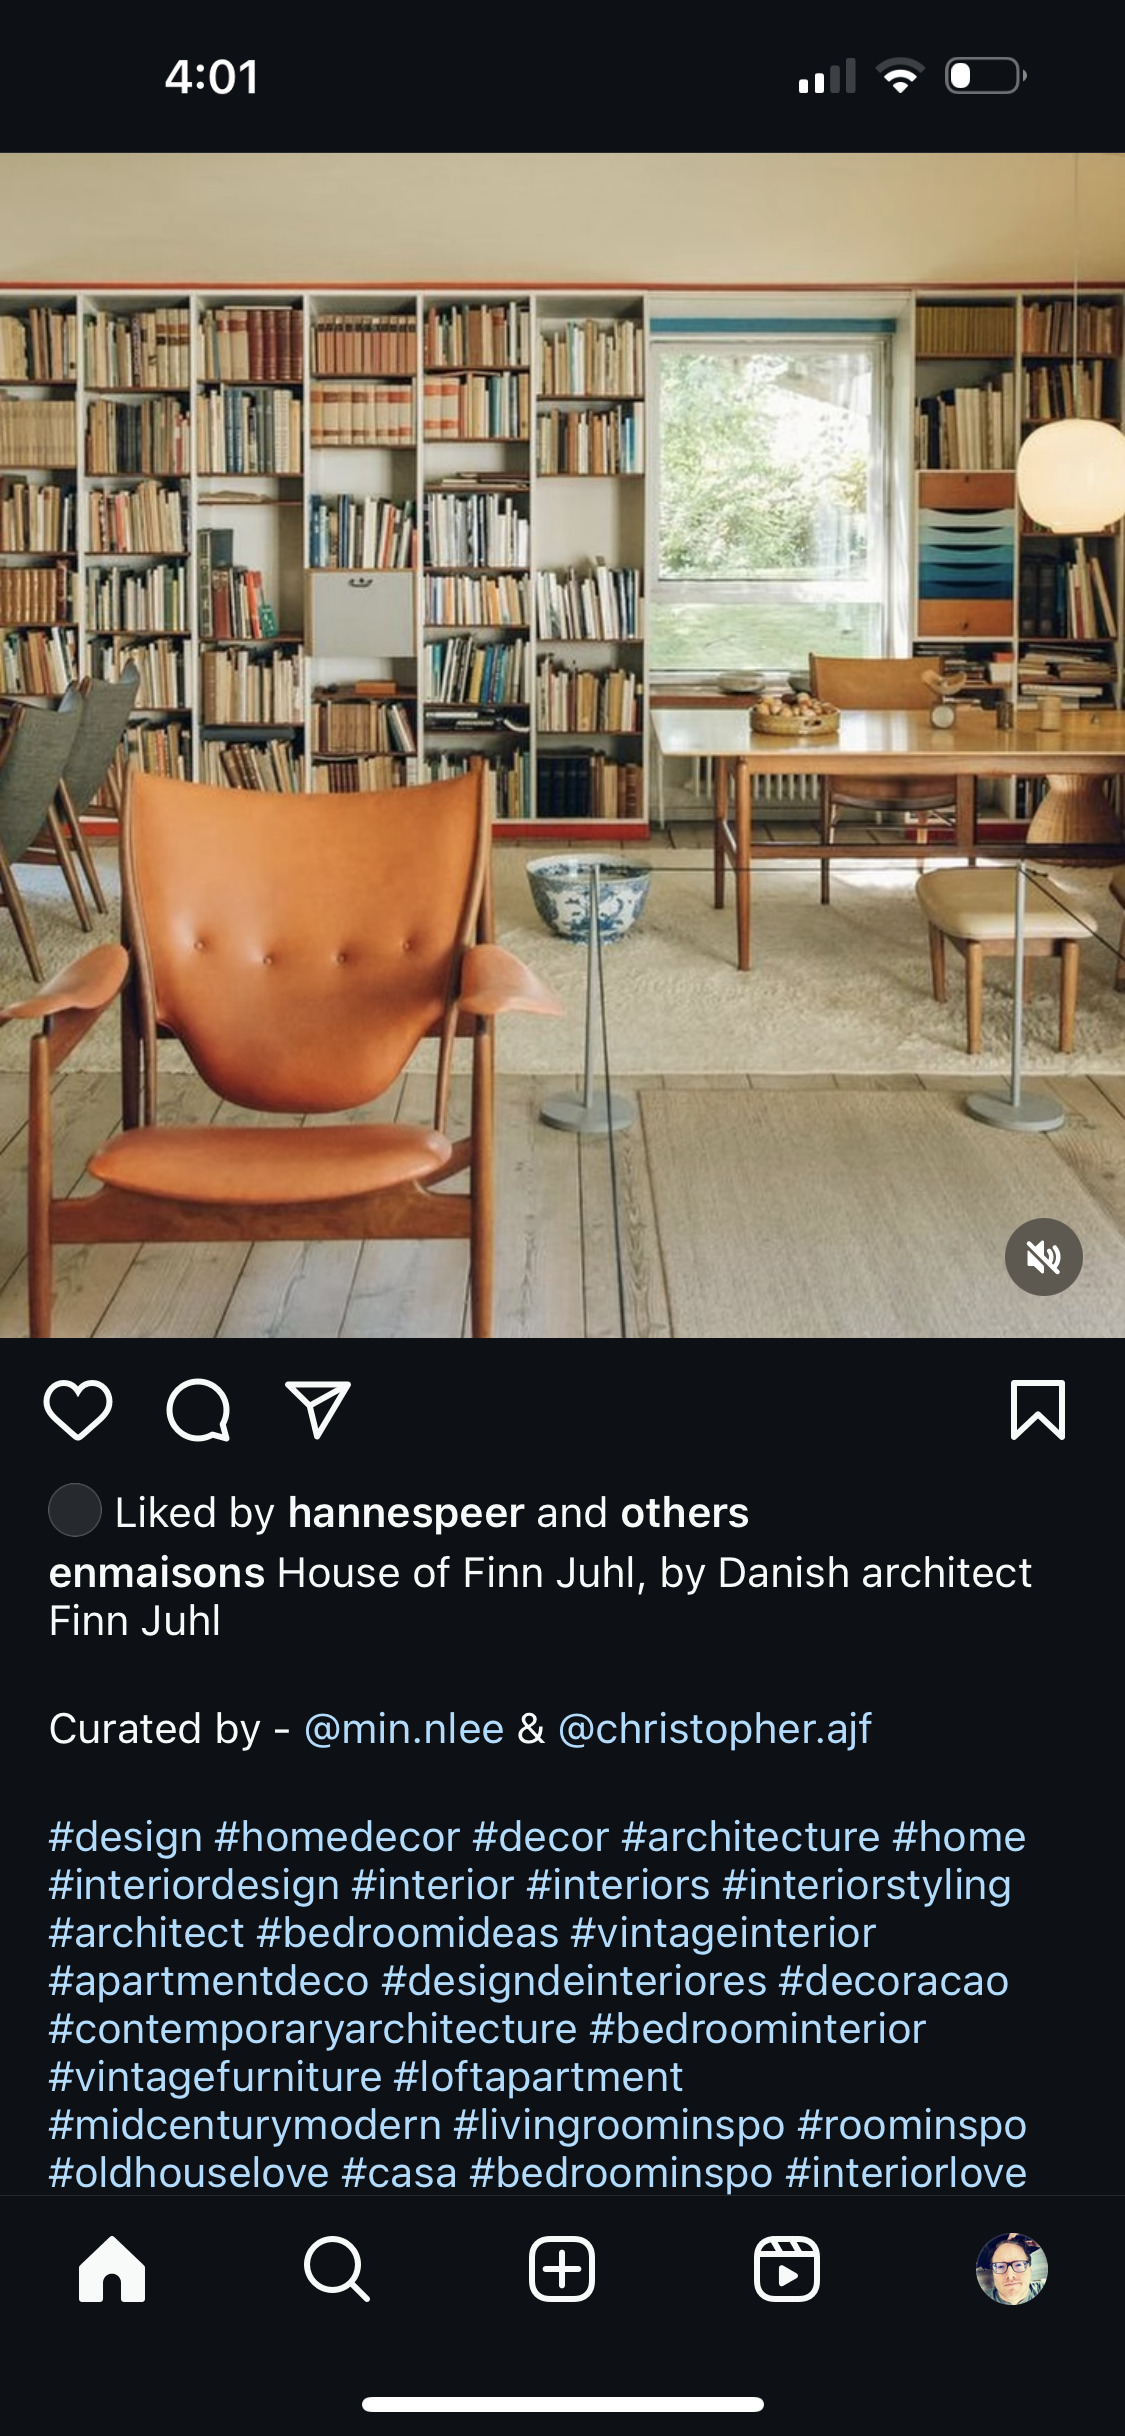 4:01
Liked by hannespeer and others
enmaisons House of Finn Juhl, by Danish architect
Finn Juhl
Curated by - @min.nlee & @christopher.ajf
#design #homedecor #decor #architecture #home
#interiordesign #interior #interiors #interiorstyling
#architect #bedroomideas #vintageinterior
#apartmentdeco #designdeinteriores #decoracao
#contemporaryarchitecture #bedroominterior
#vintagefurniture #loftapartment
#midcenturymodern #livingroominspo #roominspo
#oldhouselove #casa #bedroominspo #interiorlove